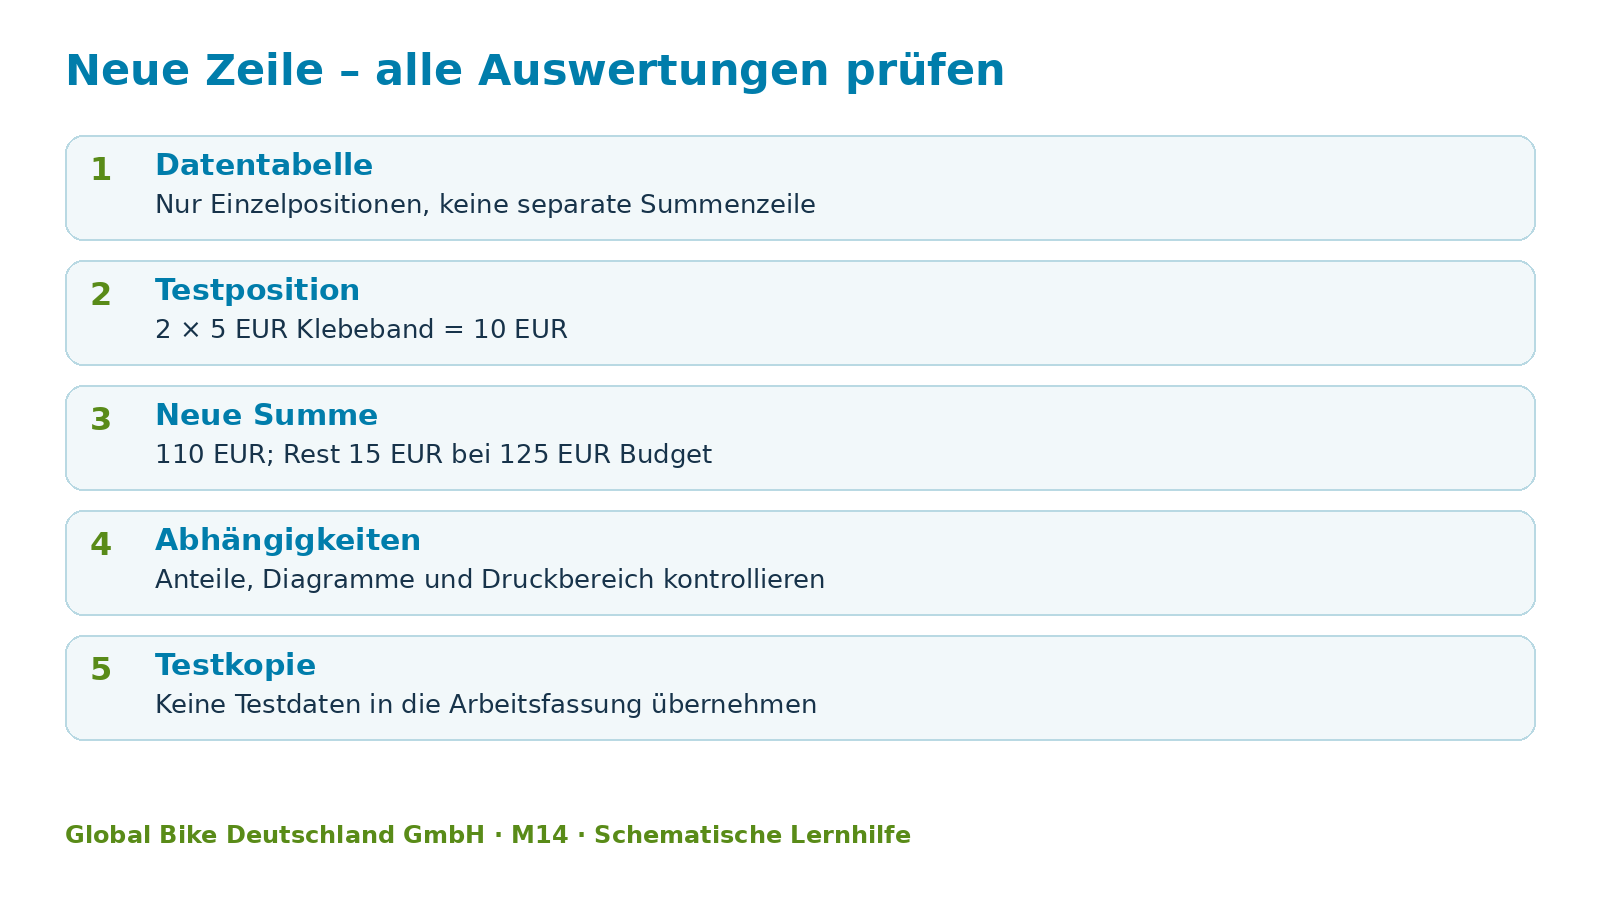 Neue Zeile – alle Auswertungen prüfen
1 Datentabelle
Nur Einzelpositionen, keine separate Summenzeile
2 Testposition
2 × 5 EUR Klebeband = 10 EUR
3 Neue Summe
110 EUR; Rest 15 EUR bei 125 EUR Budget
4 Abhängigkeiten
Anteile, Diagramme und Druckbereich kontrollieren
5 Testkopie
Keine Testdaten in die Arbeitsfassung übernehmen
Global Bike Deutschland GmbH · M14 · Schematische Lernhilfe